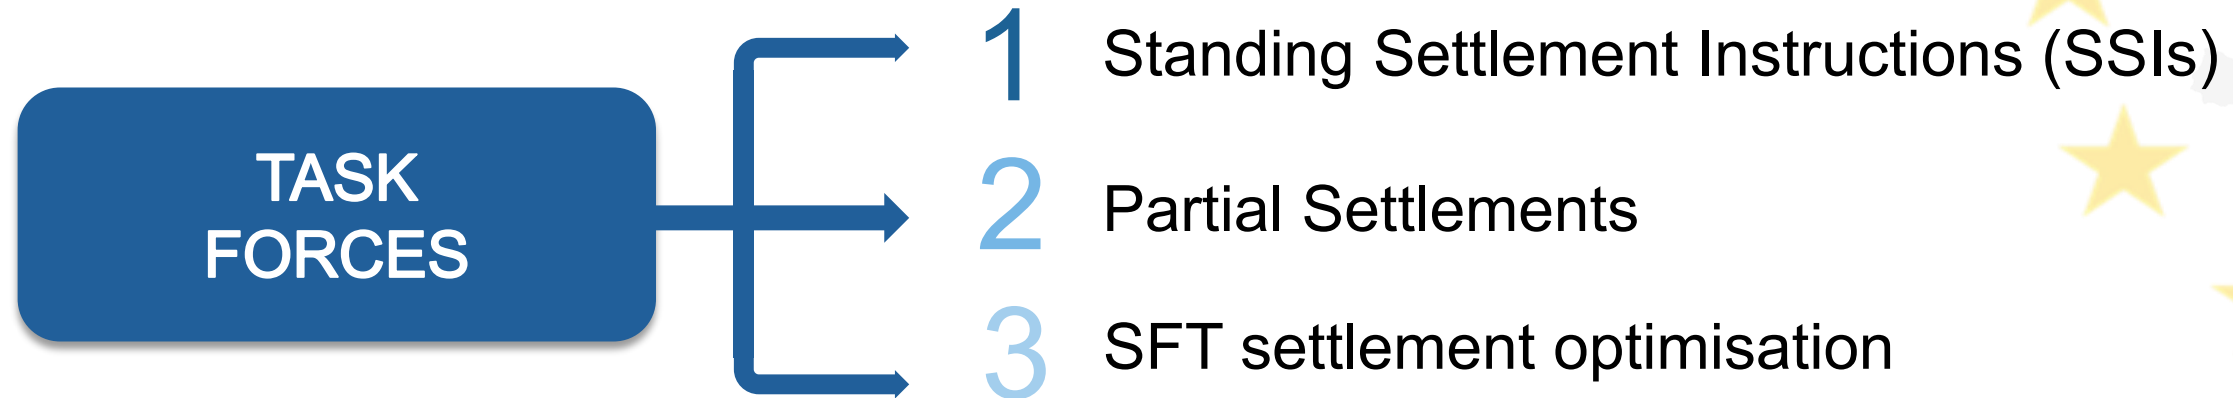 TASK
FORCES
1 Standing Settlement Instructions (SSIs)
2 Partial Settlements
3 SFT settlement optimisation